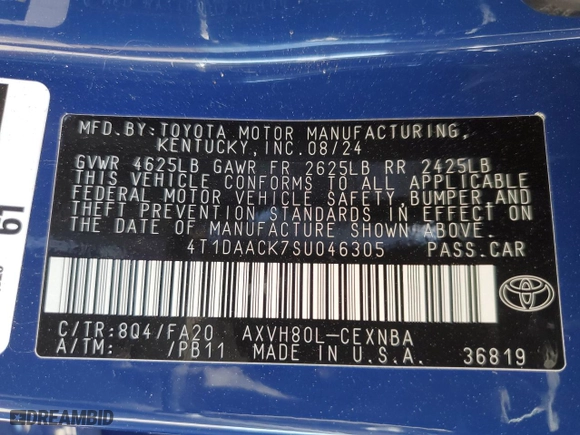 MFD.BY:TOYOTA MOTOR MANUFACTURING,
KENTUCKY, INC.08/24
GVWR 4625LB GAWR FR 2625LB RR 2425LB
THIS VEHICLE CONFORMS TO ALL APPLICABLE
FEDERAL MOTOR VEHICLE SAFETY, BUMPER, AND
THEFT PREVENTION STANDARDS IN EFFECT ON
THE DATE OF MANUFACTURE SHOWN ABOVE.
4T1DAACK7SU046305 PASS.CAR
C/TR:8Q4/FA20 AXVH80L-CEXNBA
A/TM: /PB11 MADE IN U.S.A. 36819
TOYOTA
61
DREAMBID